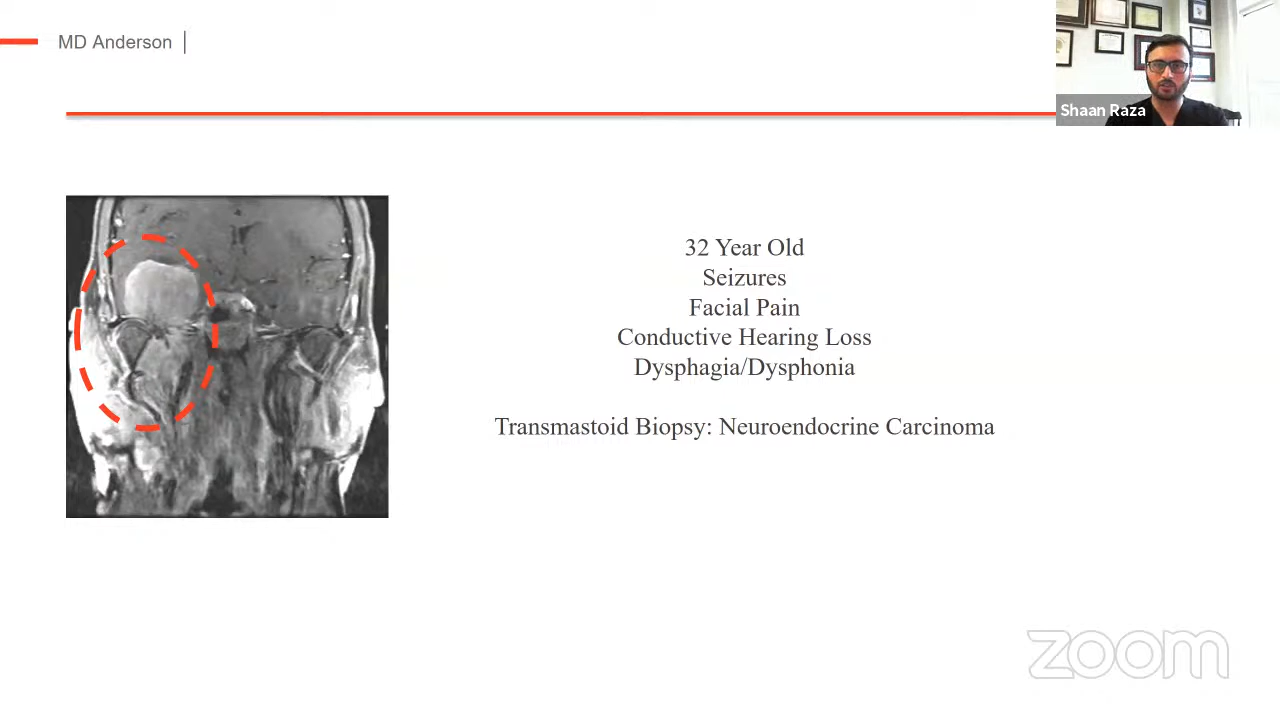 MD Anderson
Shaan Raza
32 Year Old
Seizures
Facial Pain
Conductive Hearing Loss
Dysphagia/Dysphonia
Transmastoid Biopsy: Neuroendocrine Carcinoma
zoom